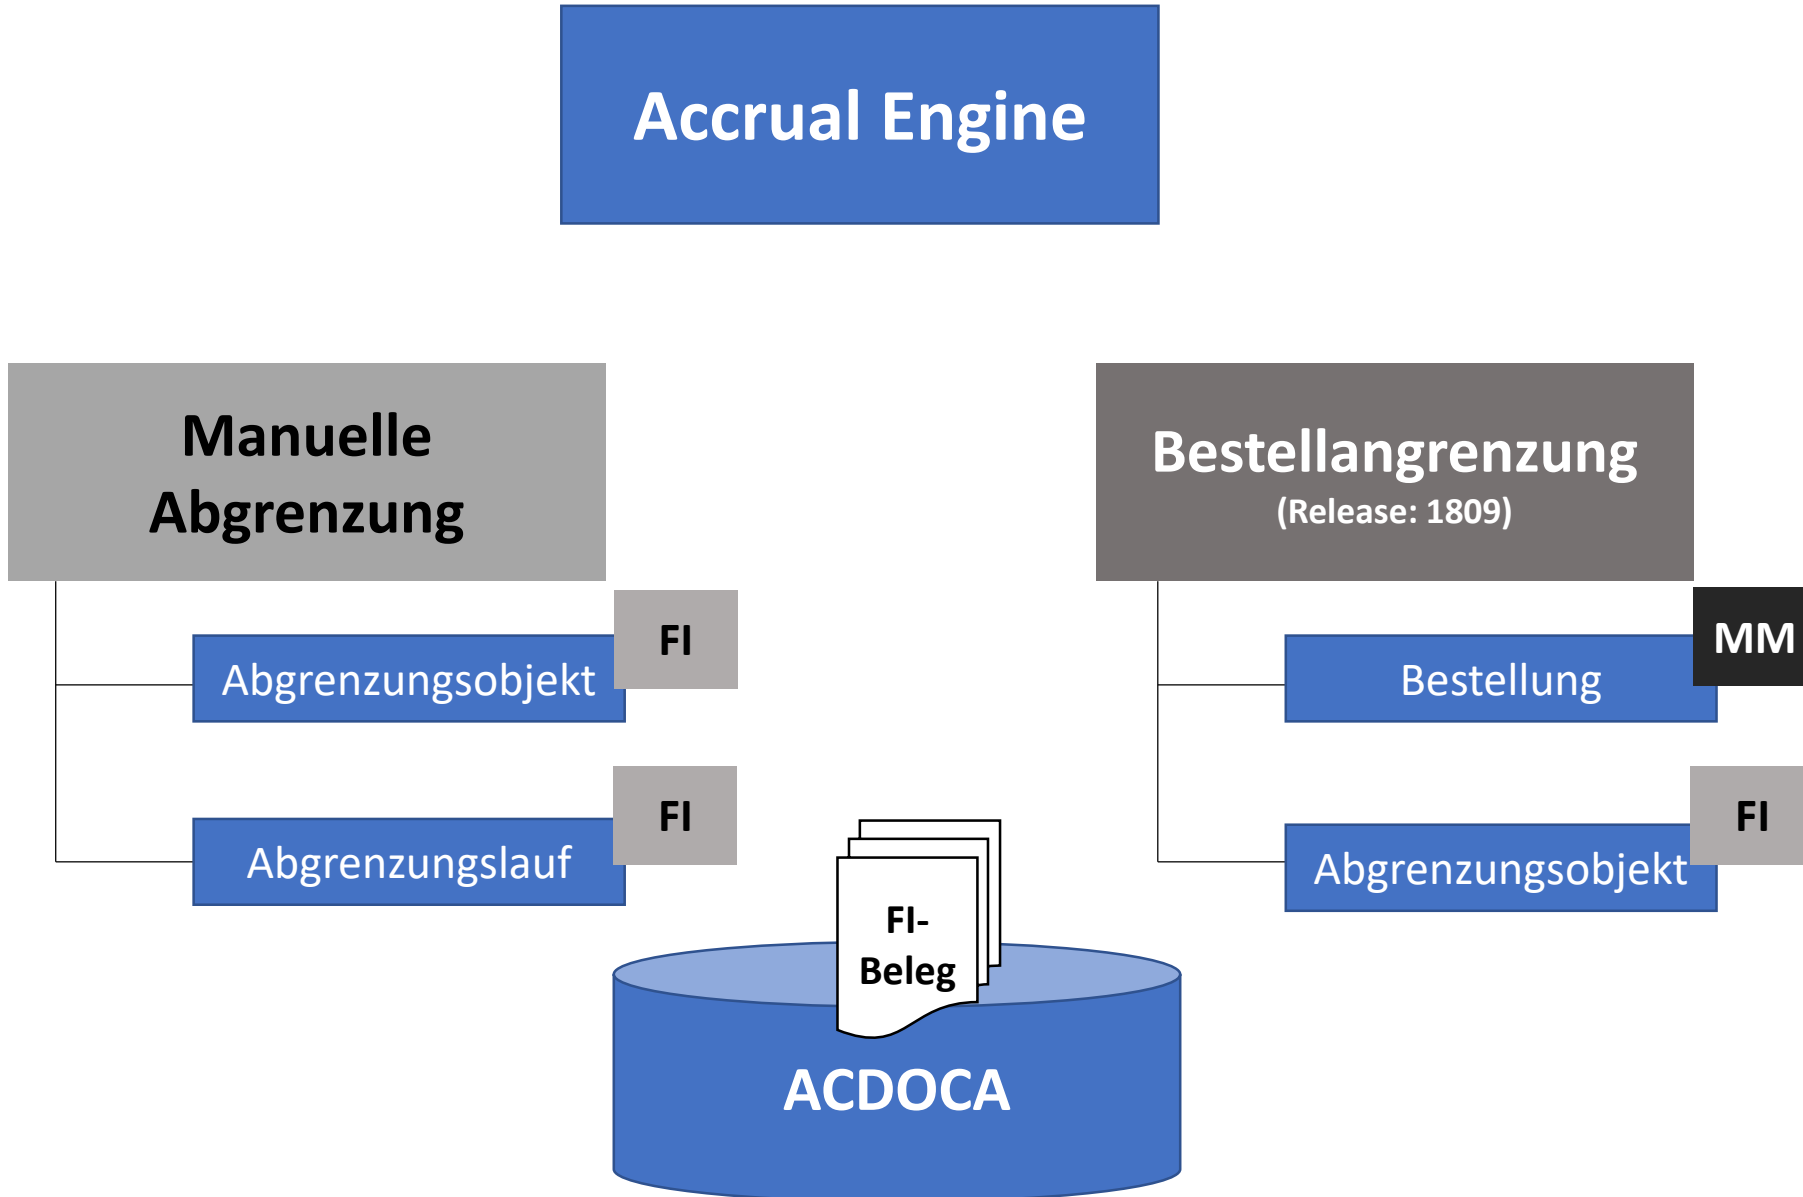 Accrual Engine
Manuelle
Abgrenzung
FI
Abgrenzungsobjekt
FI
Abgrenzungslauf
Bestellangrenzung
(Release: 1809)
MM
Bestellung
FI
Abgrenzungsobjekt
FI-
Beleg
ACDOCA